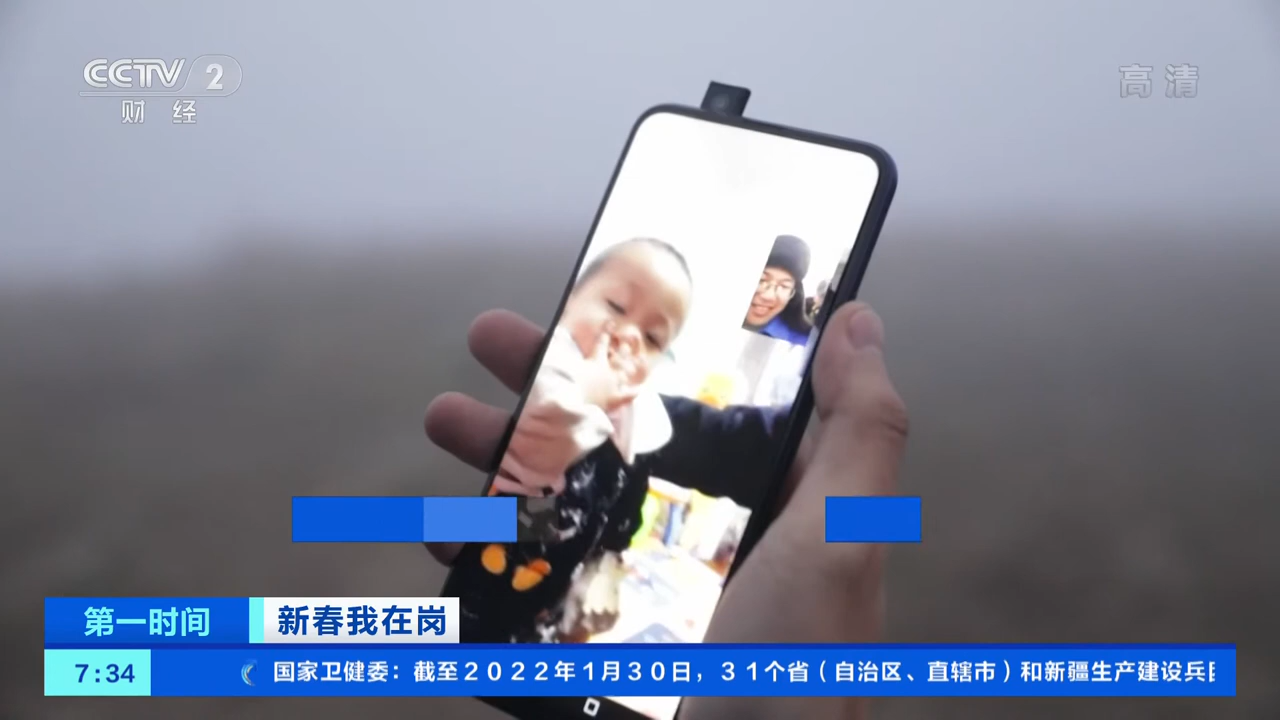 CCTV 2
财经
高清
第一时间
新春我在岗
7:34
国家卫健委：截至2022年1月30日，31个省（自治区、直辖市）和新疆生产建设兵